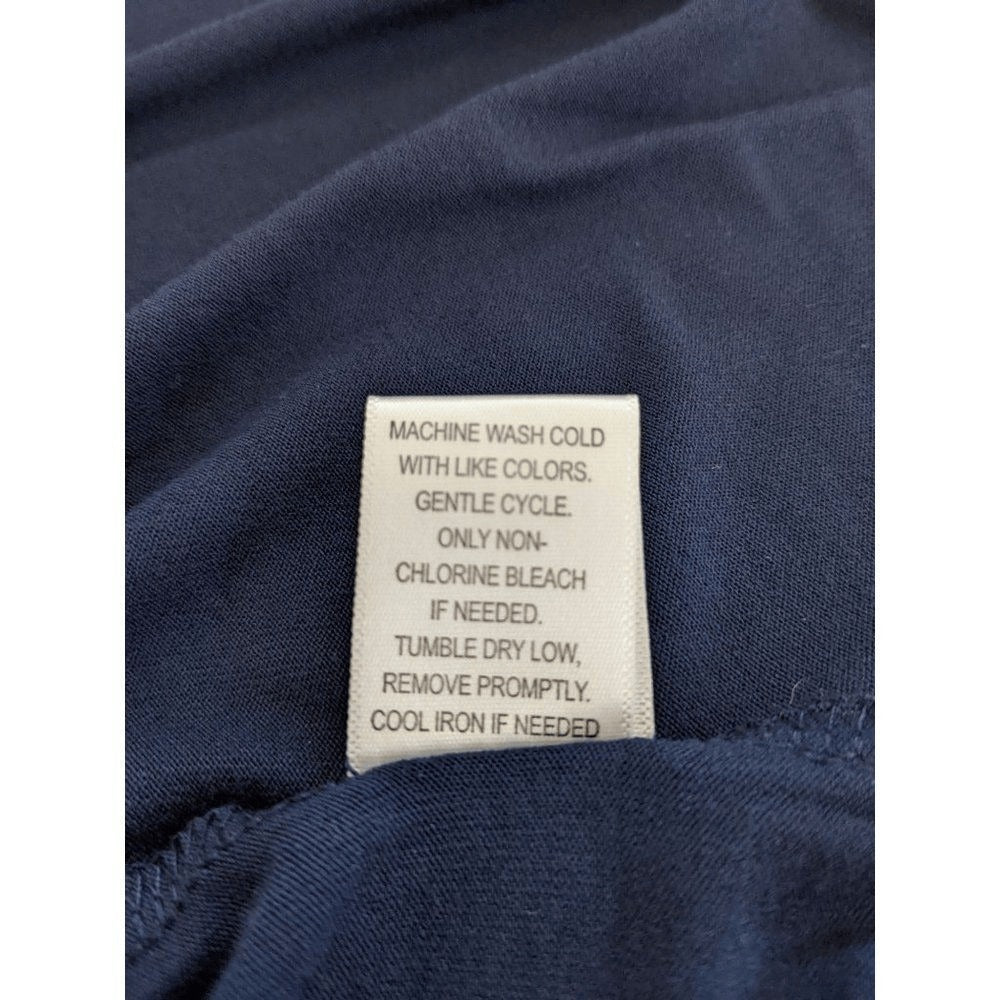 MACHINE WASH COLD
WITH LIKE COLORS.
GENTLE CYCLE.
ONLY NON-
CHLORINE BLEACH
IF NEEDED.
TUMBLE DRY LOW,
REMOVE PROMPTLY.
COOL IRON IF NEEDED